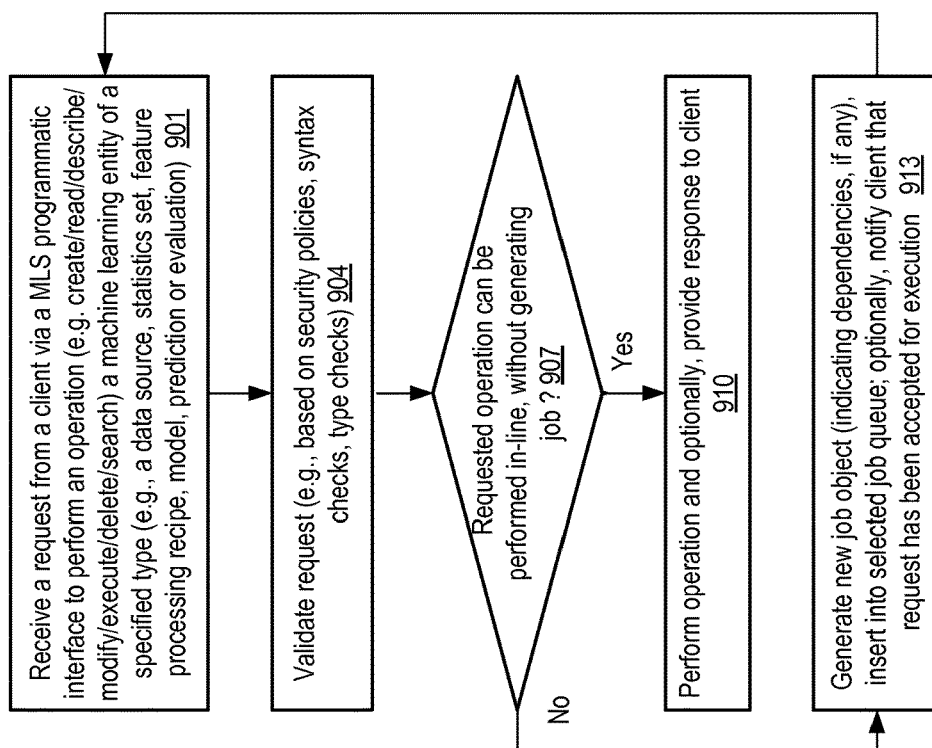 Receive a request from a client via a MLS programmatic
interface to perform an operation (e.g. create/read/describe/
modify/execute/delete/search) a machine learning entity of a
specified type (e.g., a data source, statistics set, feature
processing recipe, model, prediction or evaluation) 901
Validate request (e.g., based on security policies, syntax
checks, type checks) 904
Requested operation can be
performed in-line, without generating
job ? 907
Yes
No
Perform operation and optionally, provide response to client
910
Generate new job object (indicating dependencies, if any),
insert into selected job queue; optionally, notify client that
request has been accepted for execution 913